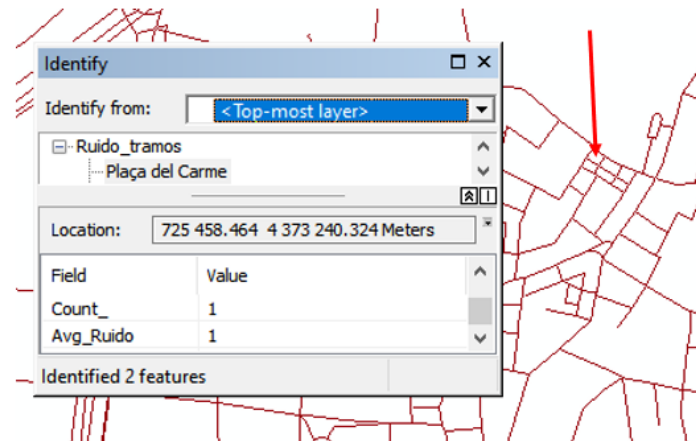 Identify
Identify from: <Top-most layer>
Ruido_tramos
Plaça del Carme
Location: 725 458.464 4 373 240.324 Meters
Field Value
Count_ 1
Avg_Ruido 1
Identified 2 features